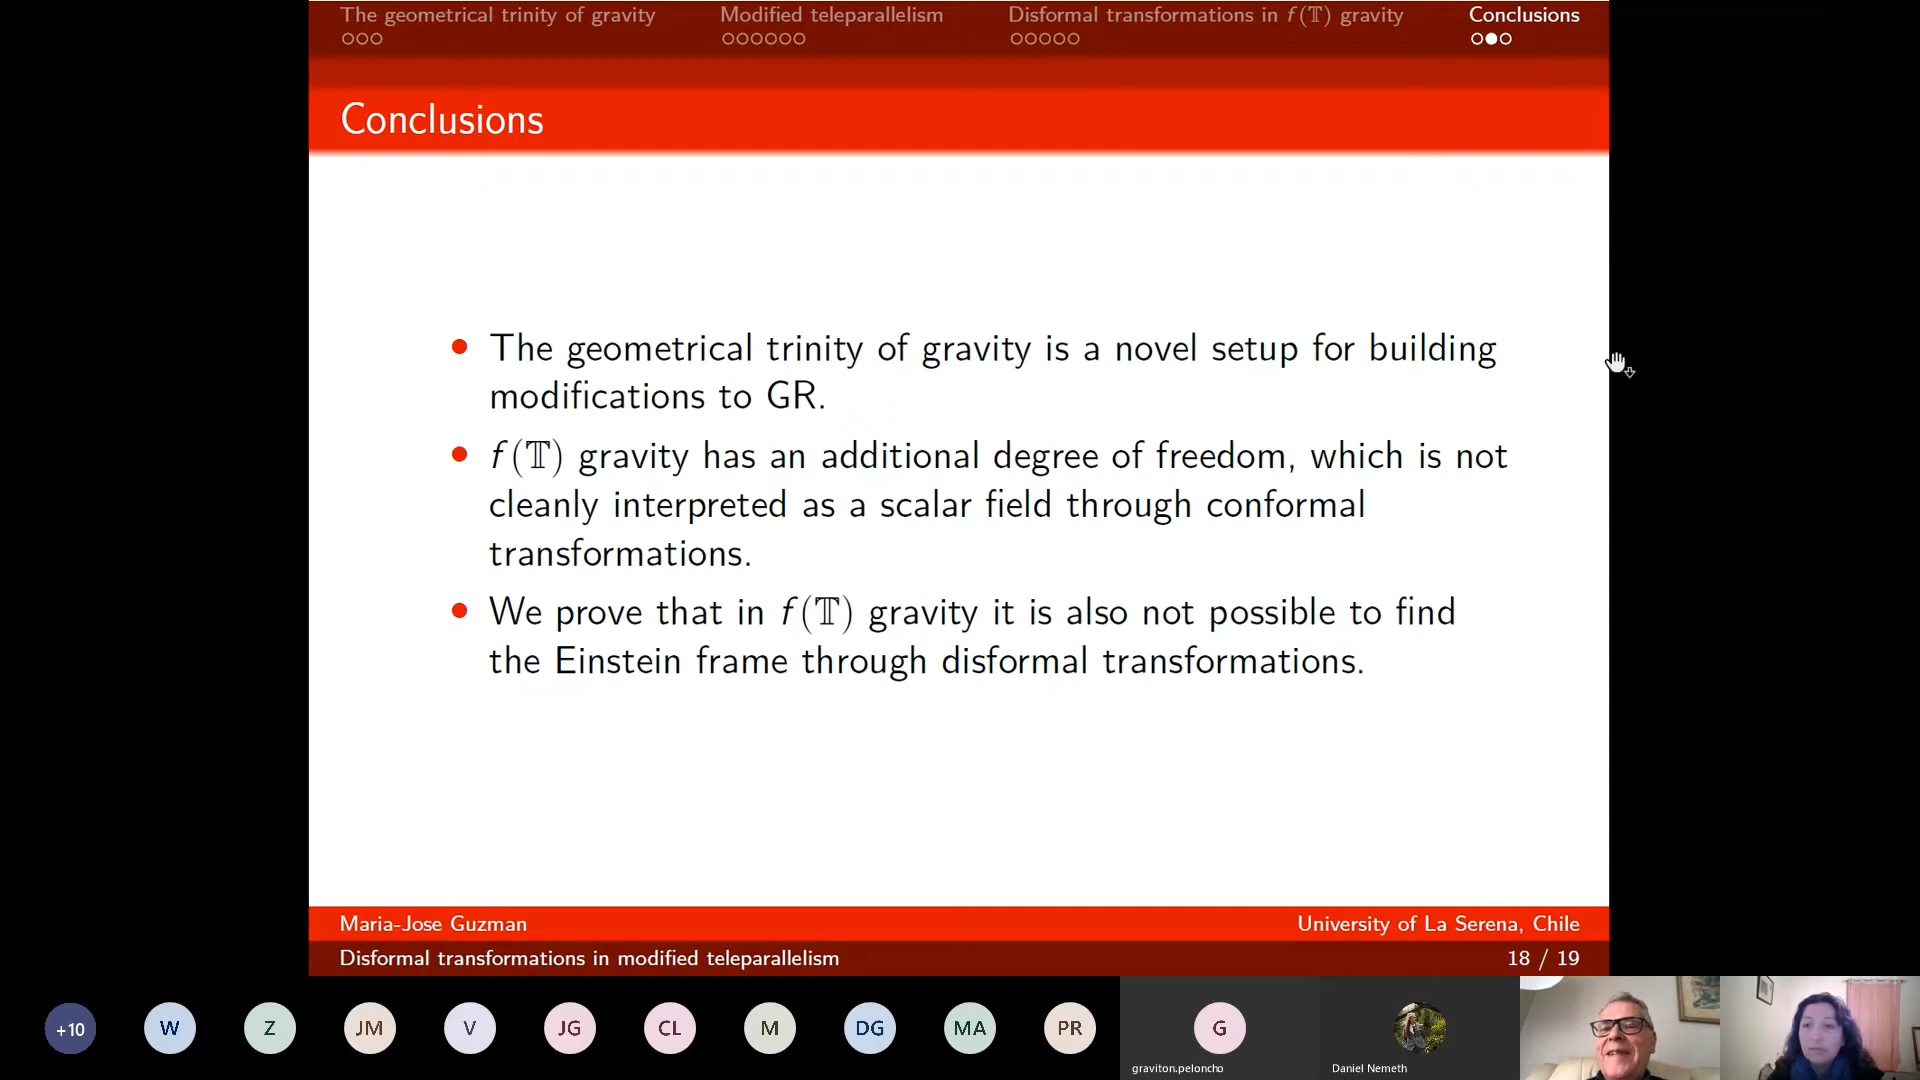 The geometrical trinity of gravity
Modified teleparallelism
Disformal transformations in f(𝕋) gravity
Conclusions
Conclusions
• The geometrical trinity of gravity is a novel setup for building
modifications to GR.
• f(𝕋) gravity has an additional degree of freedom, which is not
cleanly interpreted as a scalar field through conformal
transformations.
• We prove that in f(𝕋) gravity it is also not possible to find
the Einstein frame through disformal transformations.
Maria-Jose Guzman
University of La Serena, Chile
Disformal transformations in modified teleparallelism
18 / 19
+10
W
Z
JM
V
JG
CL
M
DG
MA
PR
G
graviton.peloncho
Daniel Nemeth